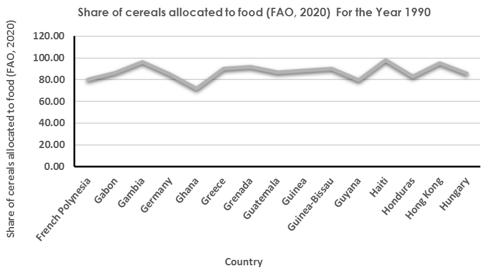 Share of cereals allocated to food (FAO, 2020)  For the Year 1990
Share of cereals allocated to food (FAO, 2020)
120.00
100.00
80.00
60.00
40.00
20.00
0.00
French Polynesia
Gabon
Gambia
Germany
Ghana
Greece
Grenada
Guatemala
Guinea
Guinea-Bissau
Guyana
Haiti
Honduras
Hong Kong
Hungary
Country